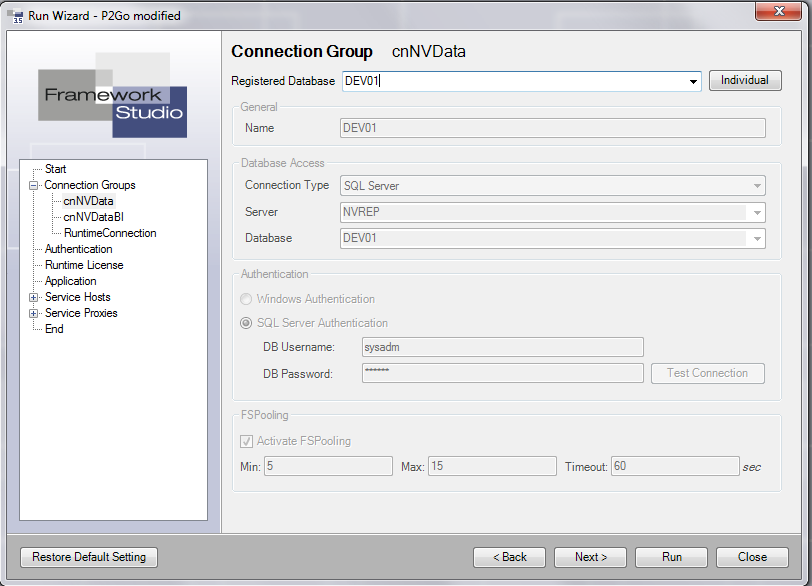 Run Wizard - P2Go modified
3.5
Framework
Studio
Start
Connection Groups
cnNVData
cnNVDataBI
RuntimeConnection
Authentication
Runtime License
Application
Service Hosts
Service Proxies
End
Connection Group cnNVData
Registered Database DEV01 Individual
General
Name DEV01
Database Access
Connection Type SQL Server
Server NVREP
Database DEV01
Authentication
Windows Authentication
SQL Server Authentication
DB Username: sysadm
DB Password: ****** Test Connection
FSPooling
Activate FSPooling
Min: 5 Max: 15 Timeout: 60 sec
Restore Default Setting < Back Next > Run Close